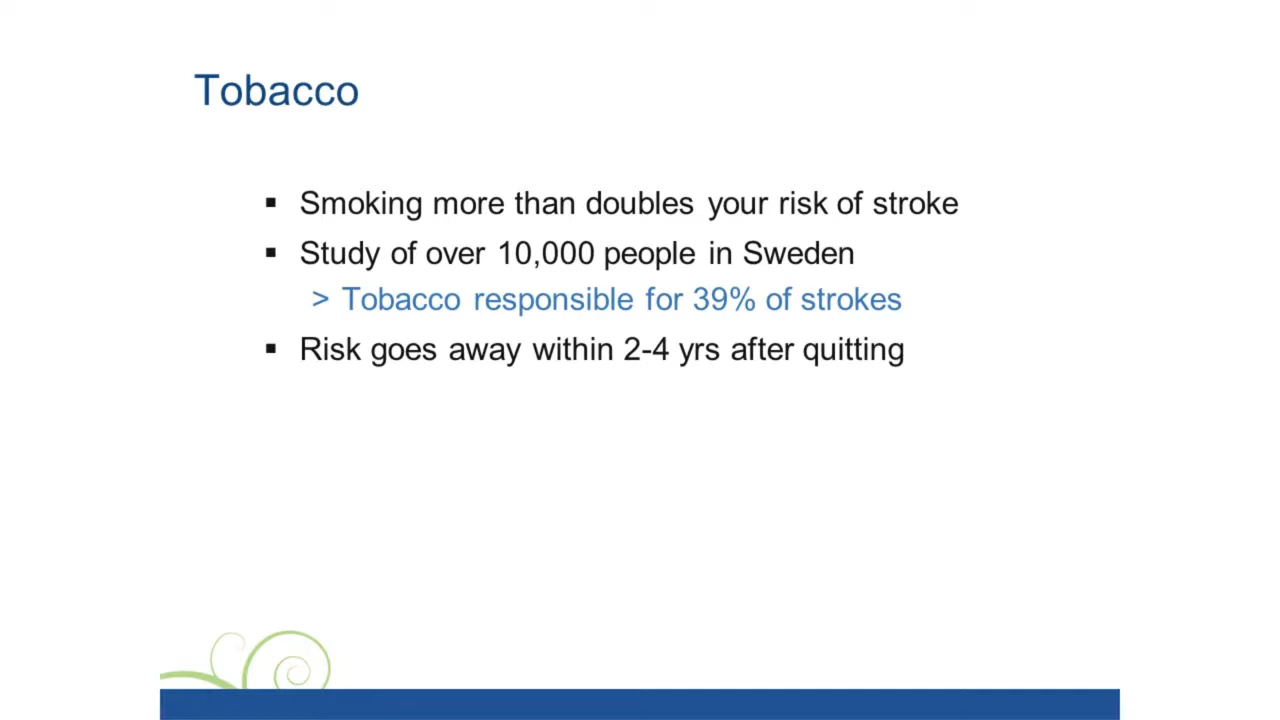 Tobacco
▪ Smoking more than doubles your risk of stroke
▪ Study of over 10,000 people in Sweden
> Tobacco responsible for 39% of strokes
▪ Risk goes away within 2-4 yrs after quitting